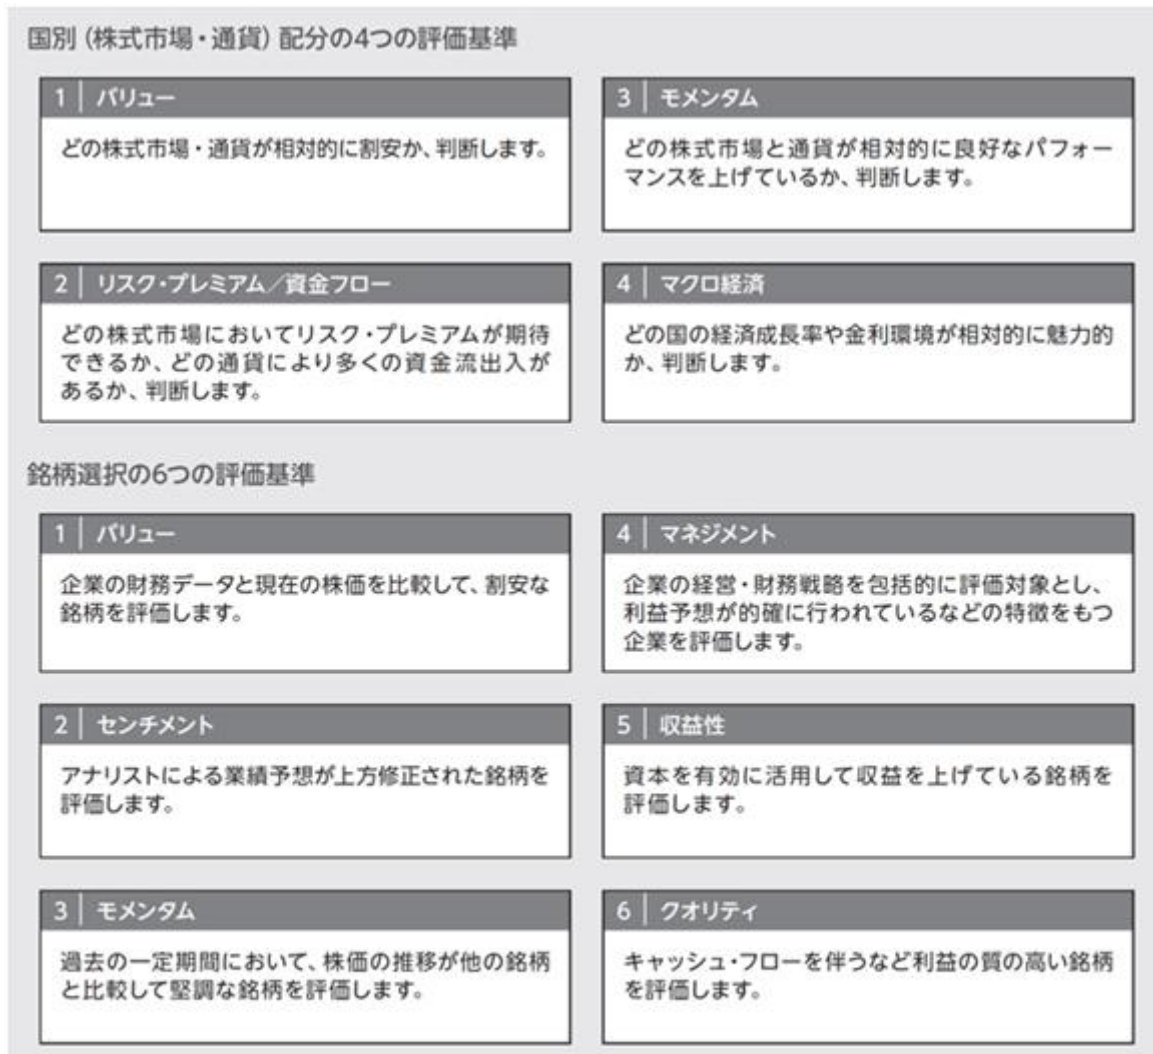 国別（株式市場・通貨）配分の4つの評価基準
1 バリュー
どの株式市場・通貨が相対的に割安か、判断します。
2 リスク・プレミアム／資金フロー
どの株式市場においてリスク・プレミアムが期待
できるか、どの通貨により多くの資金流出入が
あるか、判断します。
3 モメンタム
どの株式市場と通貨が相対的に良好なパフォー
マンスを上げているか、判断します。
4 マクロ経済
どの国の経済成長率や金利環境が相対的に魅力的
か、判断します。
銘柄選択の6つの評価基準
1 バリュー
企業の財務データと現在の株価を比較して、割安な
銘柄を評価します。
2 センチメント
アナリストによる業績予想が上方修正された銘柄を
評価します。
3 モメンタム
過去の一定期間において、株価の推移が他の銘柄
と比較して堅調な銘柄を評価します。
4 マネジメント
企業の経営・財務戦略を包括的に評価対象とし、
利益予想が的確に行われているなどの特徴をもつ
企業を評価します。
5 収益性
資本を有効に活用して収益を上げている銘柄を
評価します。
6 クオリティ
キャッシュ・フローを伴うなど利益の質の高い銘柄
を評価します。